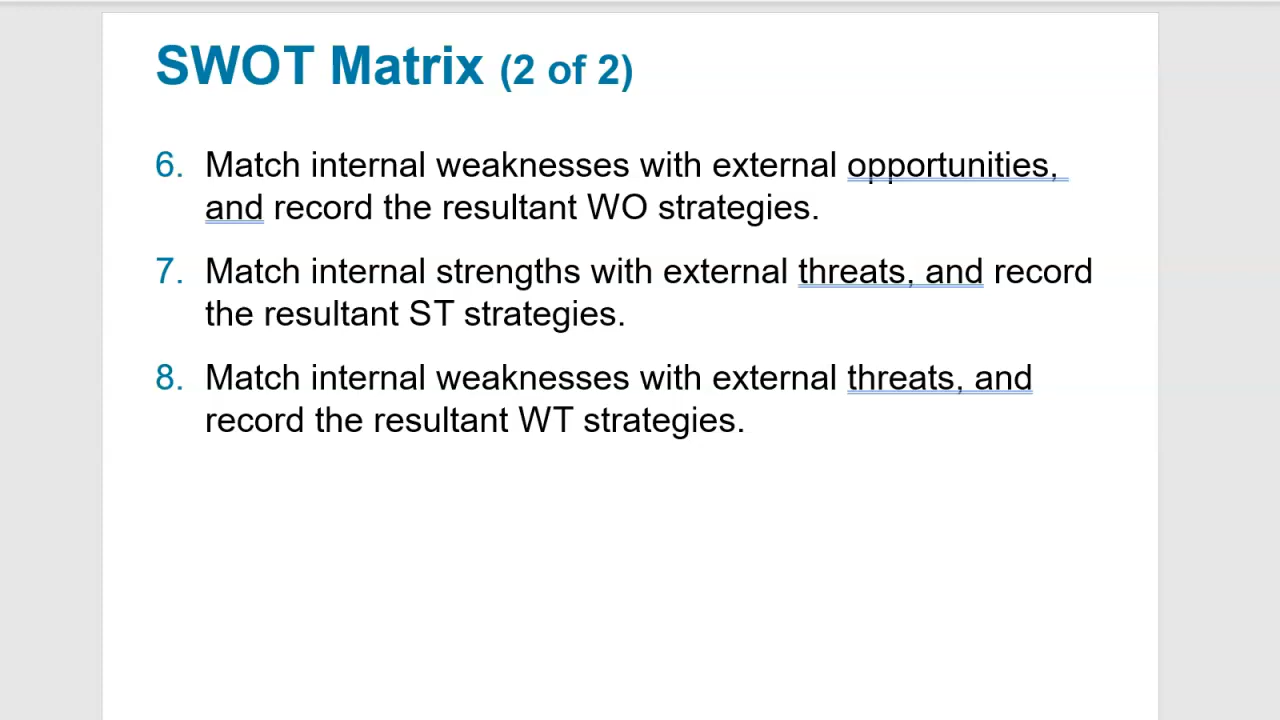 SWOT Matrix (2 of 2)
6. Match internal weaknesses with external opportunities,
and record the resultant WO strategies.
7. Match internal strengths with external threats, and record
the resultant ST strategies.
8. Match internal weaknesses with external threats, and
record the resultant WT strategies.